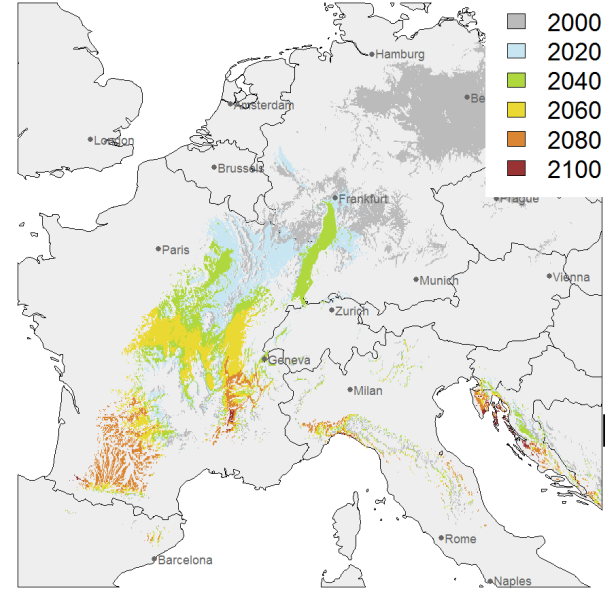 2000
2020
2040
2060
2080
2100
Hamburg
Be
Amsterdam
London
Brussels
Frankfurt
Prague
Paris
Munich
Vienna
Zurich
Geneva
Milan
Rome
Barcelona
Naples